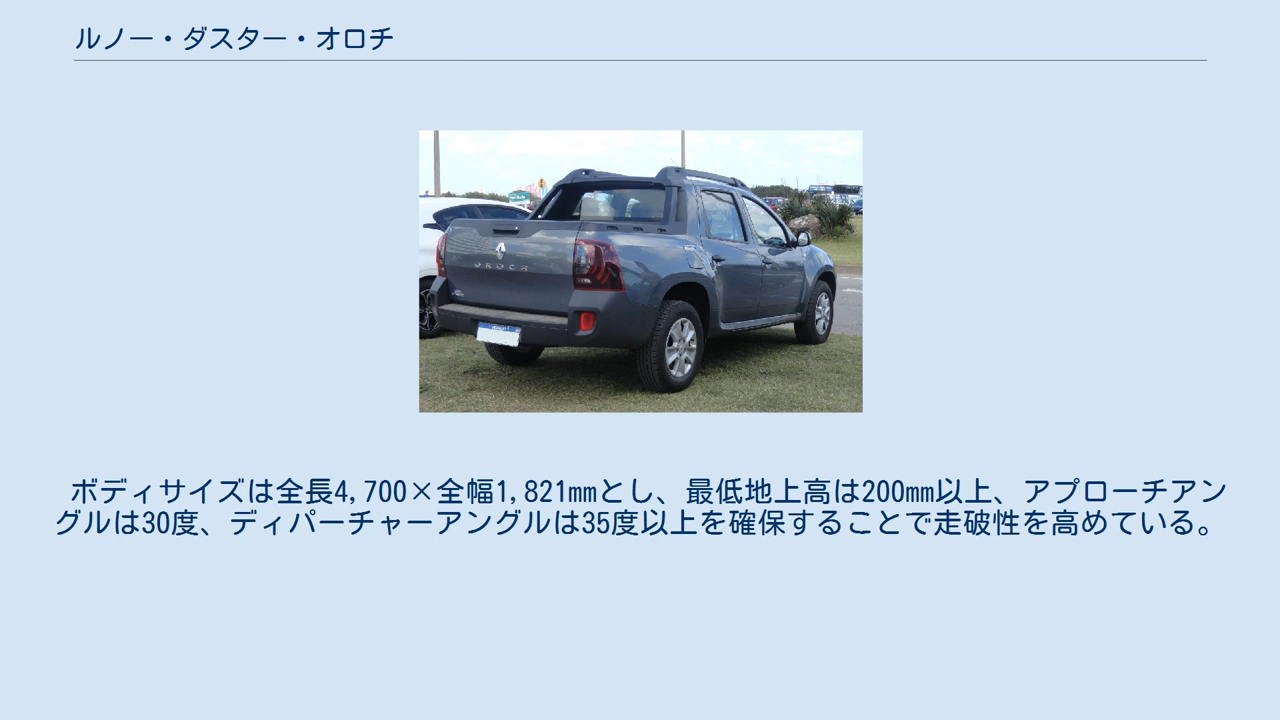 ルノー・ダスター・オロチ
OROCH
ボディサイズは全長4,700×全幅1,821㎜とし、最低地上高は200㎜以上、アプローチアン
グルは30度、ディパーチャーアングルは35度以上を確保することで走破性を高めている。